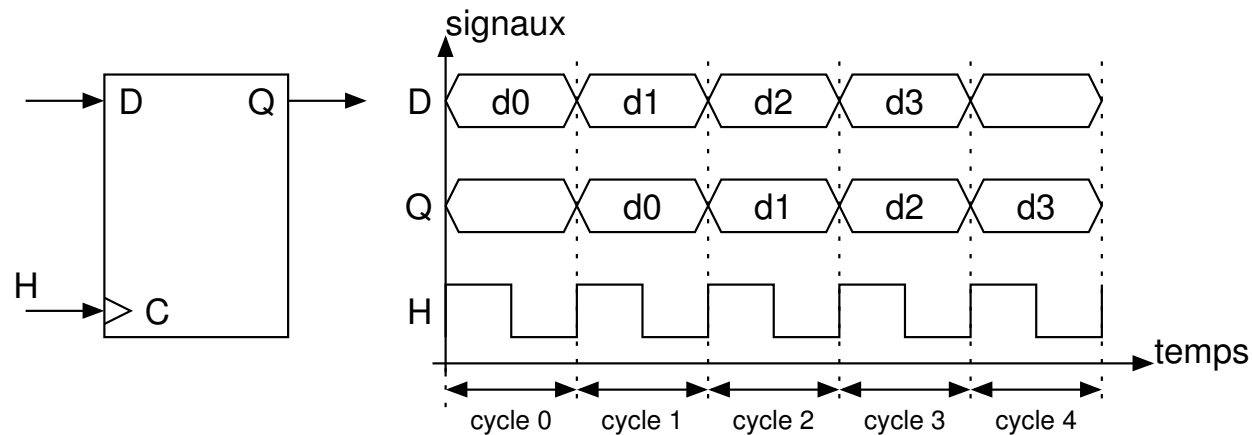 signaux
D Q D d0 d1 d2 d3
Q d0 d1 d2 d3
H C H
temps
cycle 0 cycle 1 cycle 2 cycle 3 cycle 4